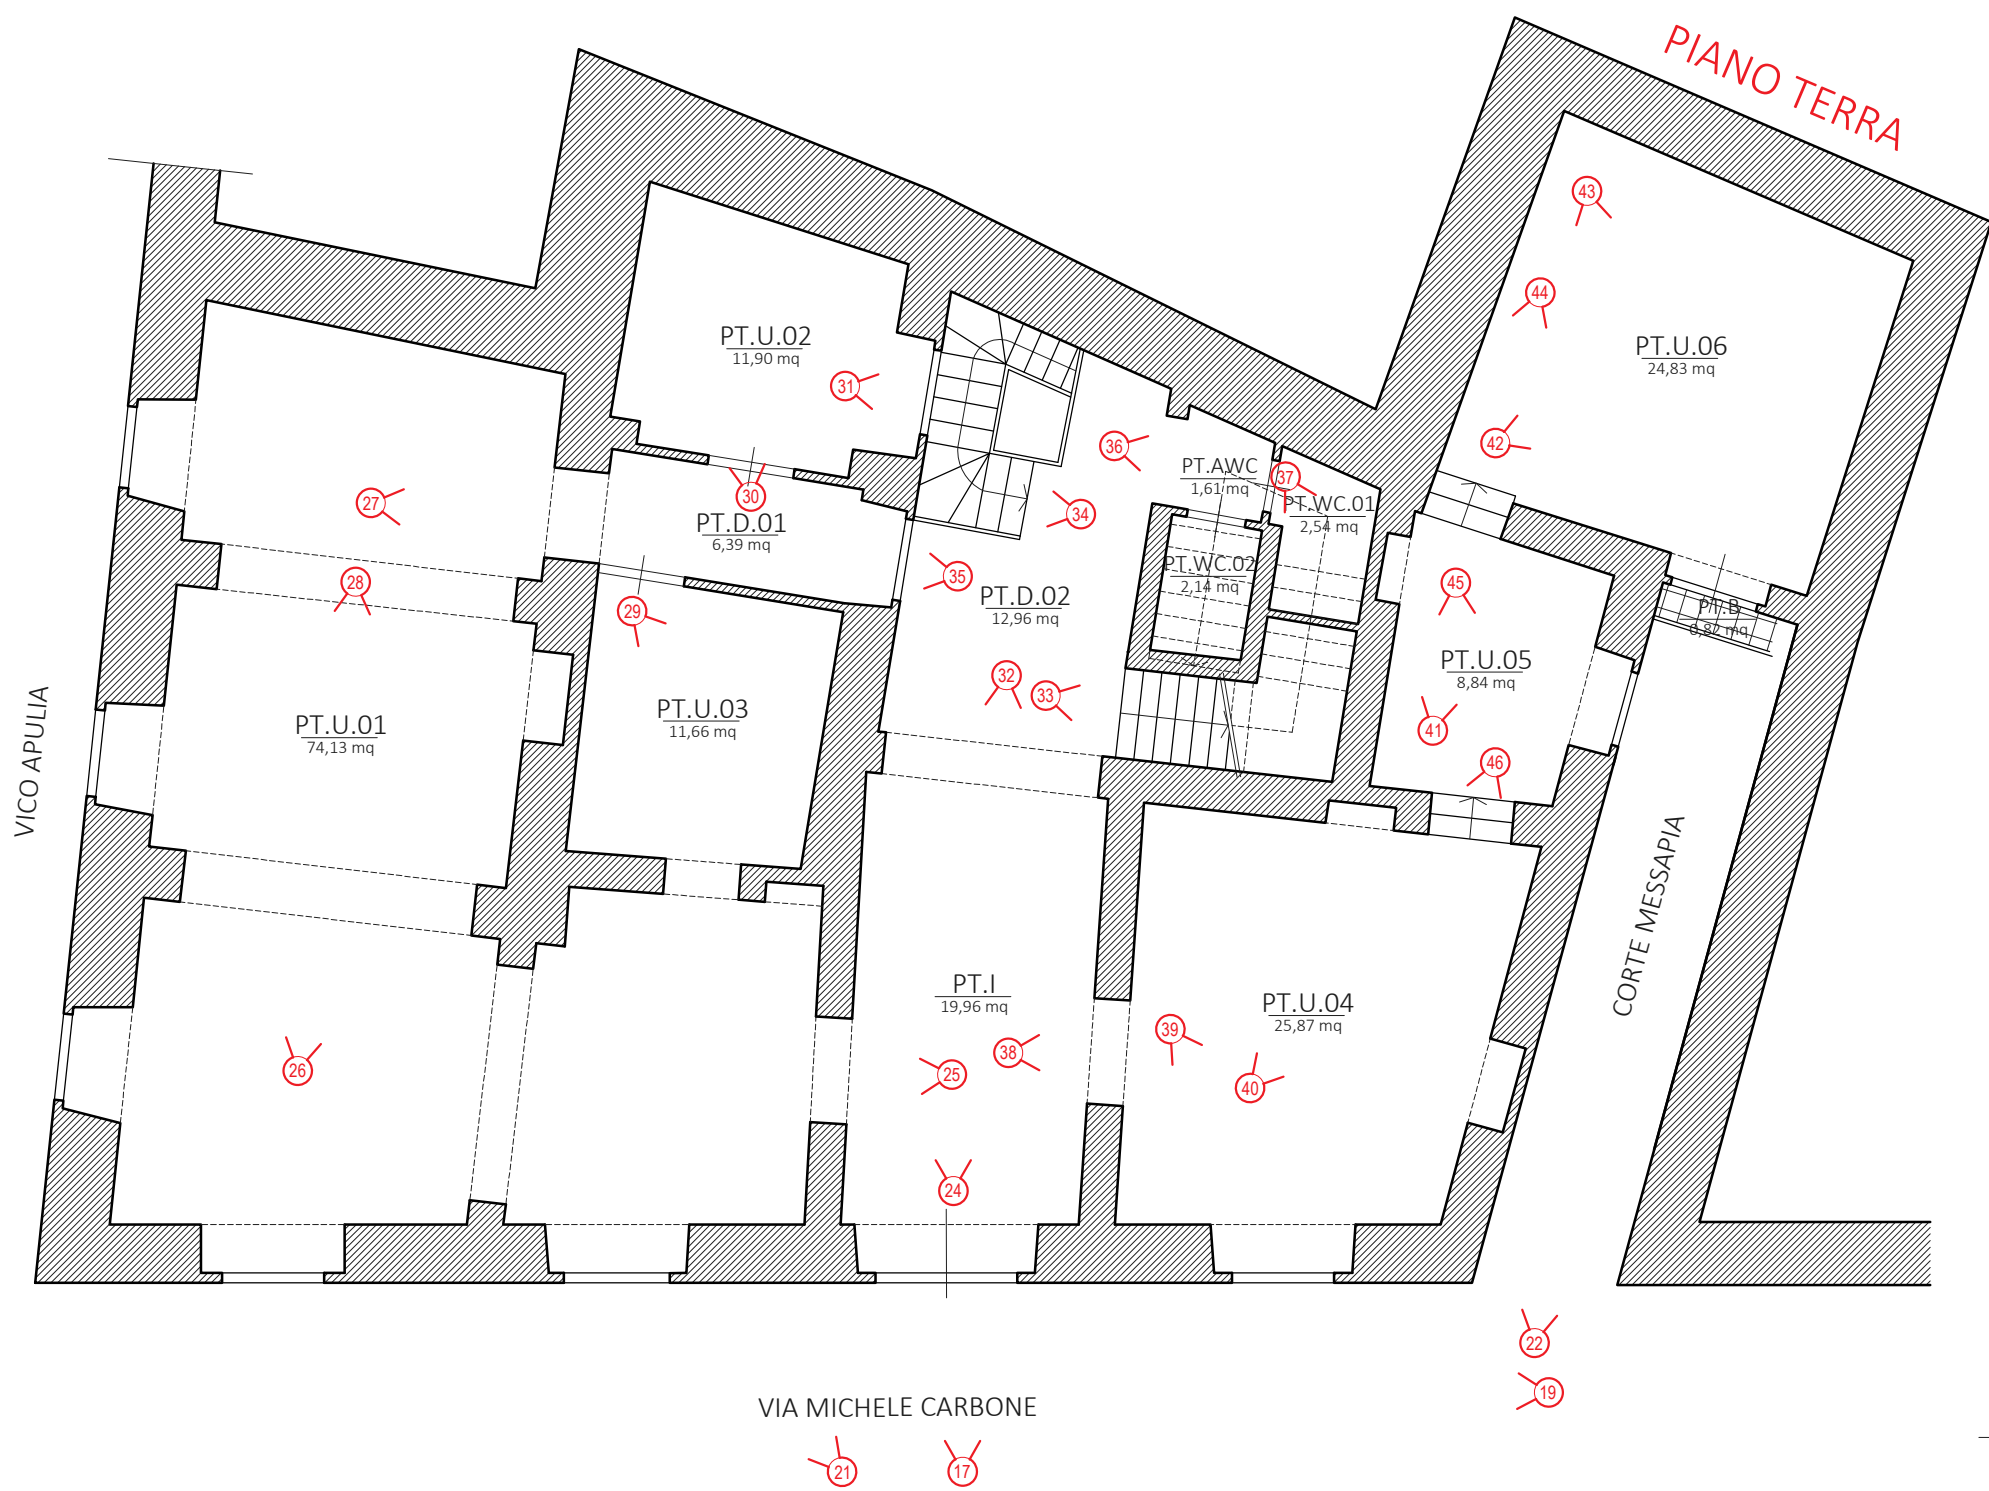 PIANO TERRA
43
44
PT.U.02
11,90 mq
PT.U.06
24,83 mq
31
36
42
PT.AWC
1,61 mq
37
27
30
34
PT.WC.01
2,54 mq
PT.D.01
6,39 mq
PT.WC.02
2,14 mq
28
35
45
29
PT.D.02
12,96 mq
PT.B
0,82 mq
PT.U.05
8,84 mq
32
33
PT.U.01
74,13 mq
PT.U.03
11,66 mq
41
46
VICO APULIA
CORTE MESSAPIA
PT.I
19,96 mq
PT.U.04
25,87 mq
26
25
38
39
40
24
22
19
VIA MICHELE CARBONE
21
17